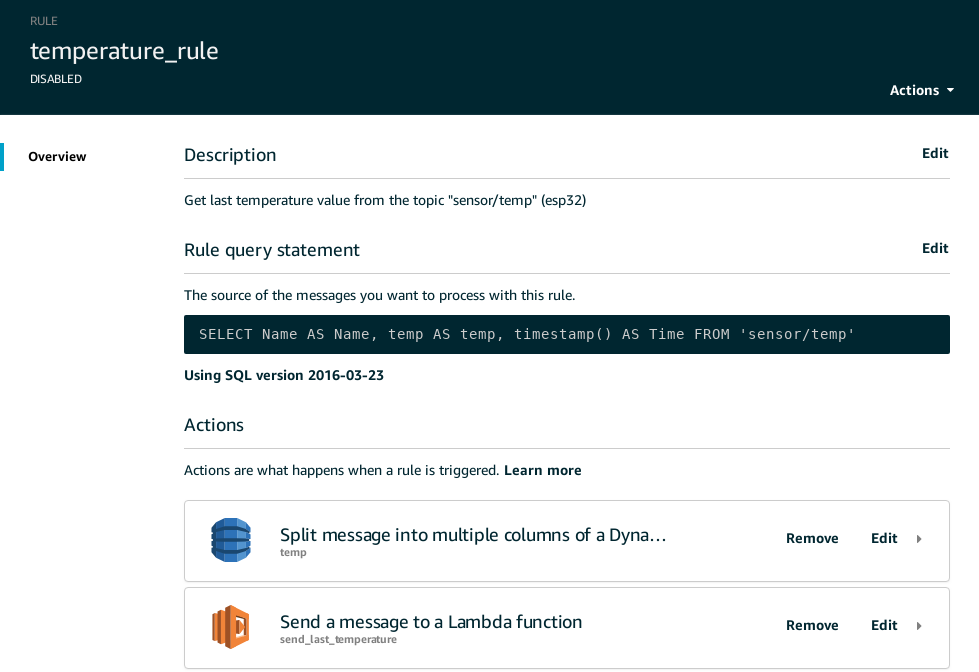 RULE
temperature_rule
DISABLED
Actions
Overview
Description
Edit
Get last temperature value from the topic "sensor/temp" (esp32)
Rule query statement
Edit
The source of the messages you want to process with this rule.
SELECT Name AS Name, temp AS temp, timestamp() AS Time FROM 'sensor/temp'
Using SQL version 2016-03-23
Actions
Actions are what happens when a rule is triggered. Learn more
Split message into multiple columns of a Dyna…
temp
Remove
Edit
Send a message to a Lambda function
send_last_temperature
Remove
Edit